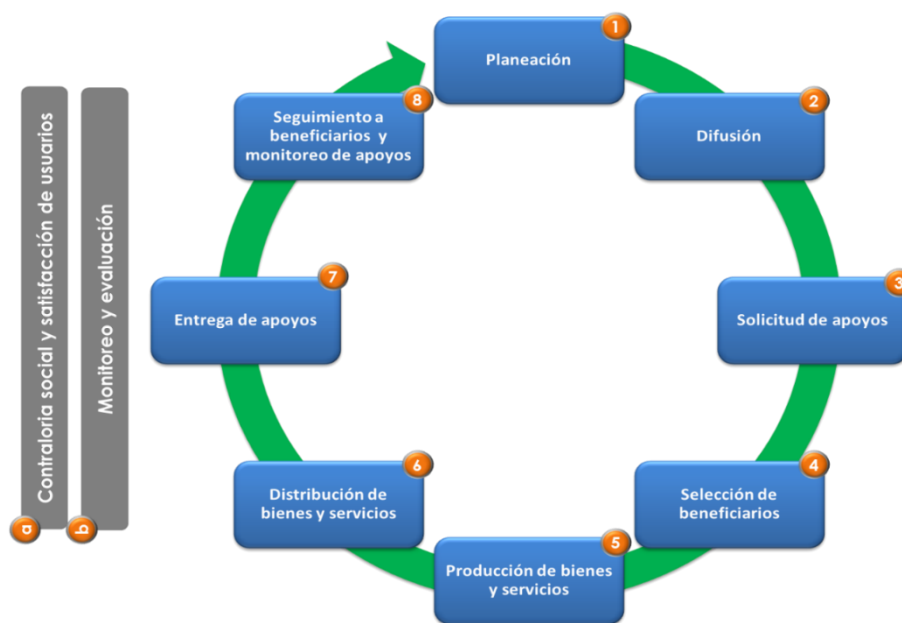 1
Planeación
2
Difusión
3
Solicitud de apoyos
4
Selección de
beneficiarios
5
Producción de bienes
y servicios
6
Distribución de
bienes y servicios
7
Entrega de apoyos
8
Seguimiento a
beneficiarios y
monitoreo de apoyos
a
Contraloria social y satisfacción de usuarios
b
Monitoreo y evaluación